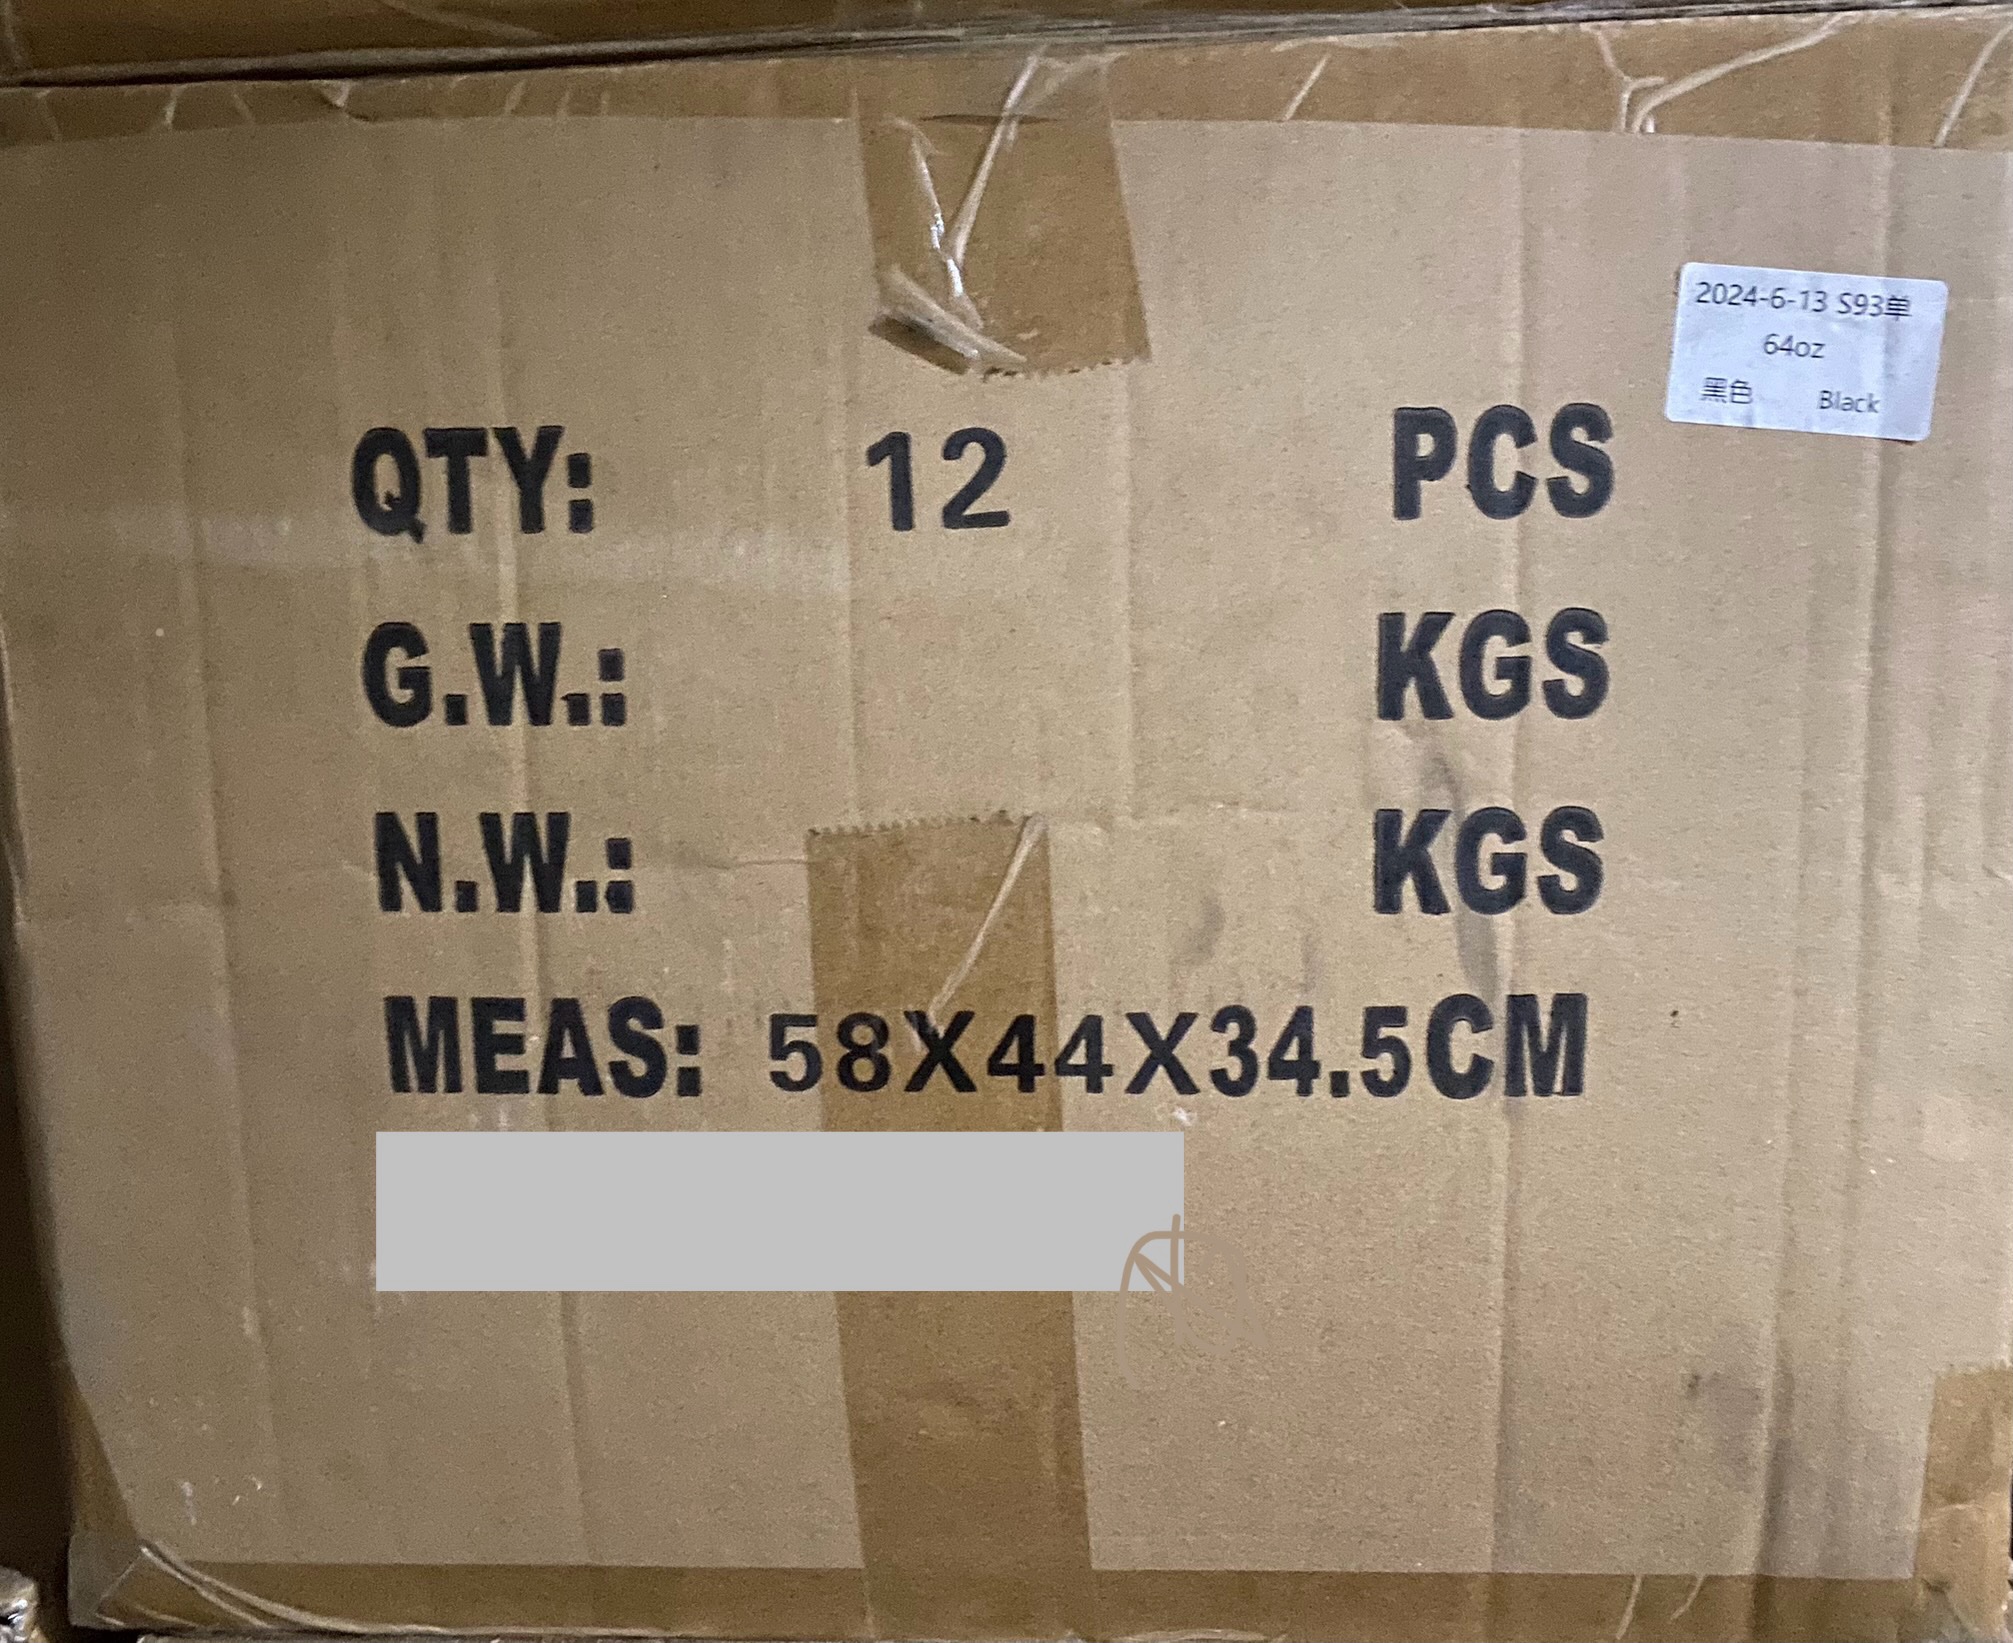 2024-6-13 S93单
64oz
黑色 Black
QTY: 12 PCS
G.W.: KGS
N.W.: KGS
MEAS: 58X44X34.5CM